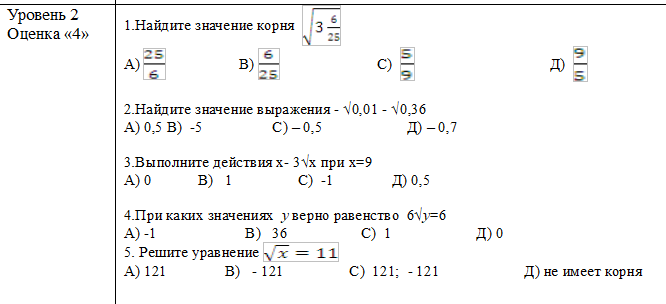 Уровень 2
Оценка «4»
1.Найдите значение корня √(3 6/25)
А) 25/6 В) 6/25 С) 5/9 Д) 9/5
2.Найдите значение выражения - √0,01 - √0,36
А) 0,5 В) -5 С) – 0,5 Д) – 0,7
3.Выполните действия х- 3√х при х=9
А) 0 В) 1 С) -1 Д) 0,5
4.При каких значениях у верно равенство 6√у=6
А) -1 В) 36 С) 1 Д) 0
5. Решите уравнение √x = 11
А) 121 В) - 121 С) 121; - 121 Д) не имеет корня